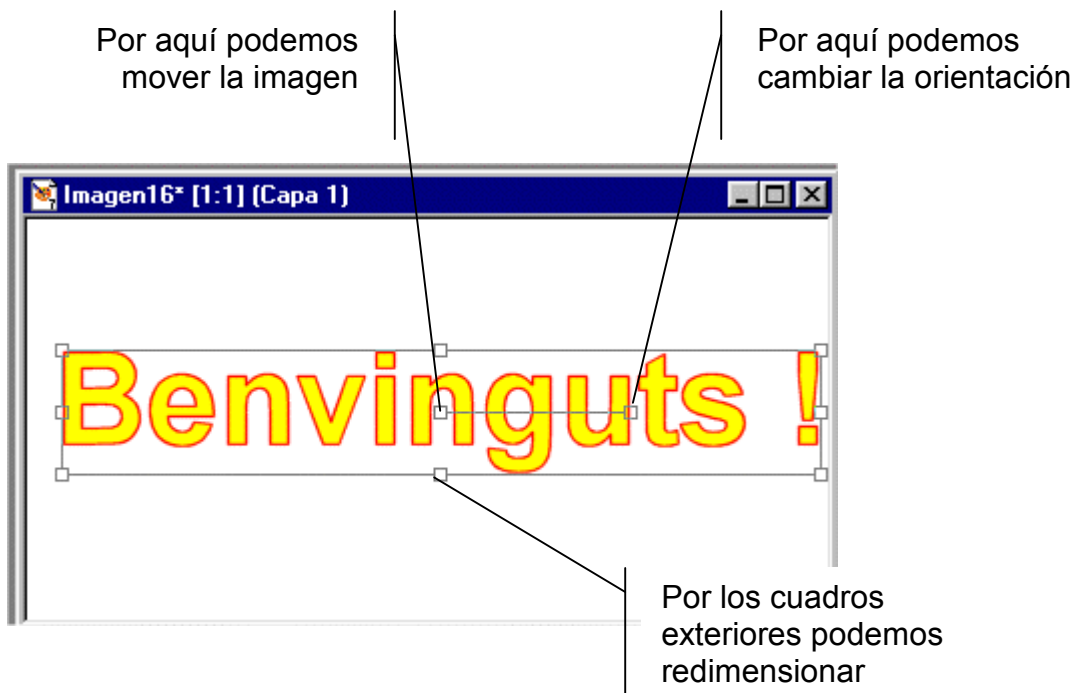 Por aquí podemos
mover la imagen
Por aquí podemos
cambiar la orientación
Imagen16* [1:1] (Capa 1)
Benvinguts !
Por los cuadros
exteriores podemos
redimensionar